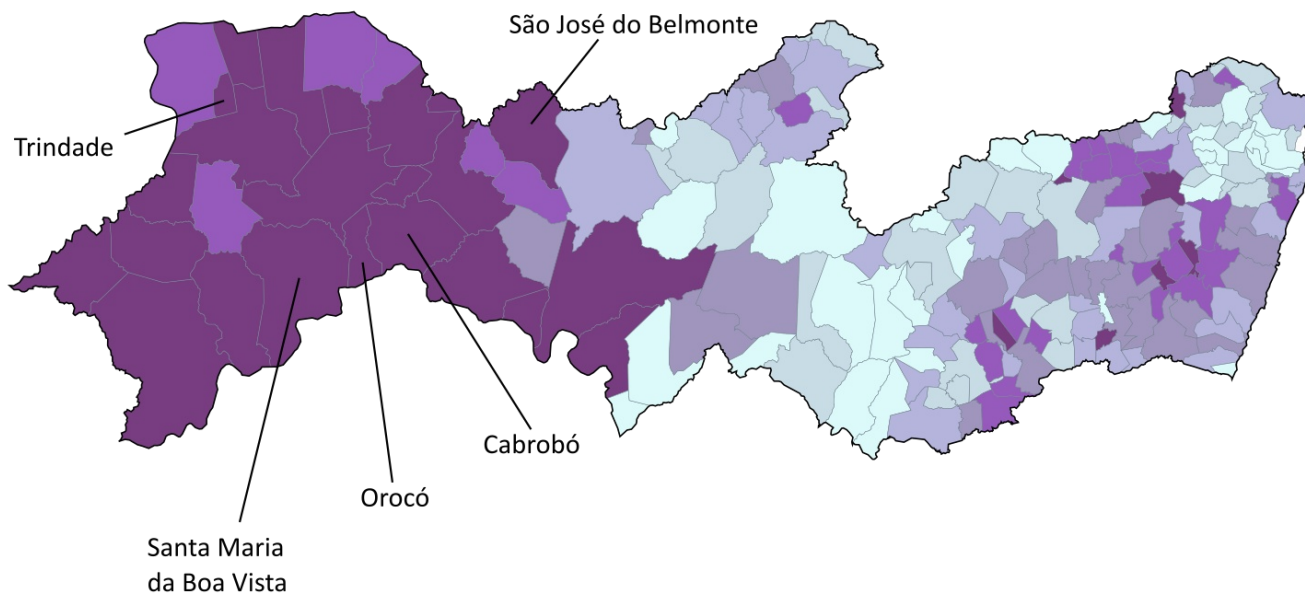 São José do Belmonte
Trindade
Cabrobó
Orocó
Santa Maria
da Boa Vista